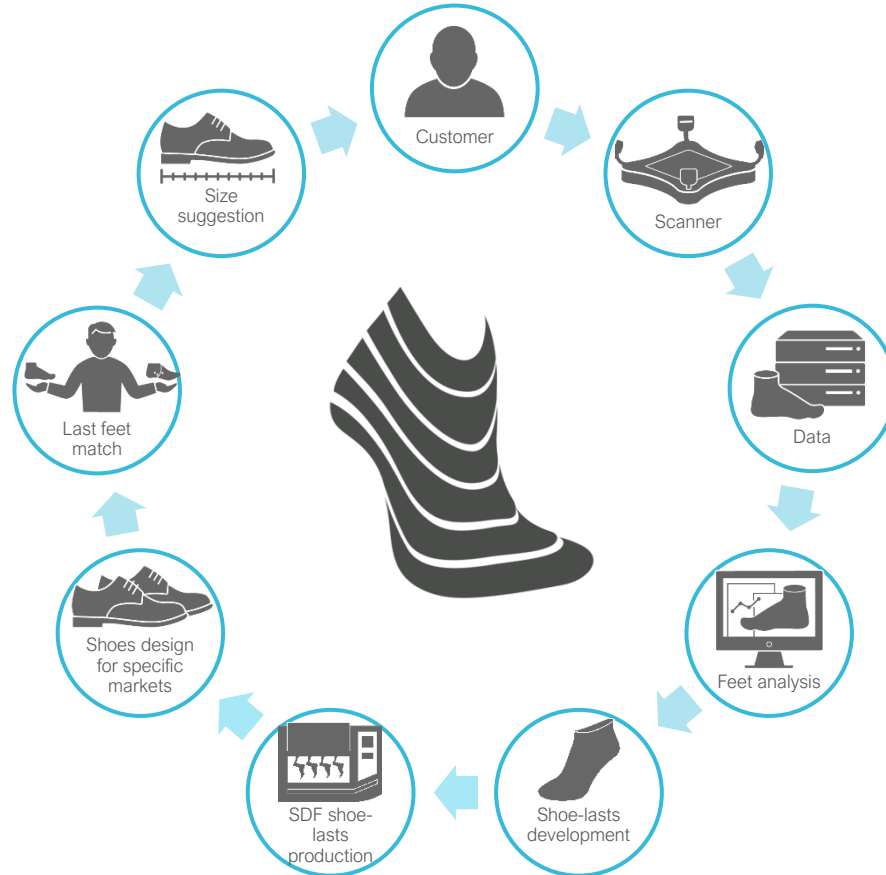 Customer
Scanner
Data
Feet analysis
Shoe-lasts
development
SDF shoe-
lasts
production
Shoes design
for specific
markets
Last feet
match
Size
suggestion